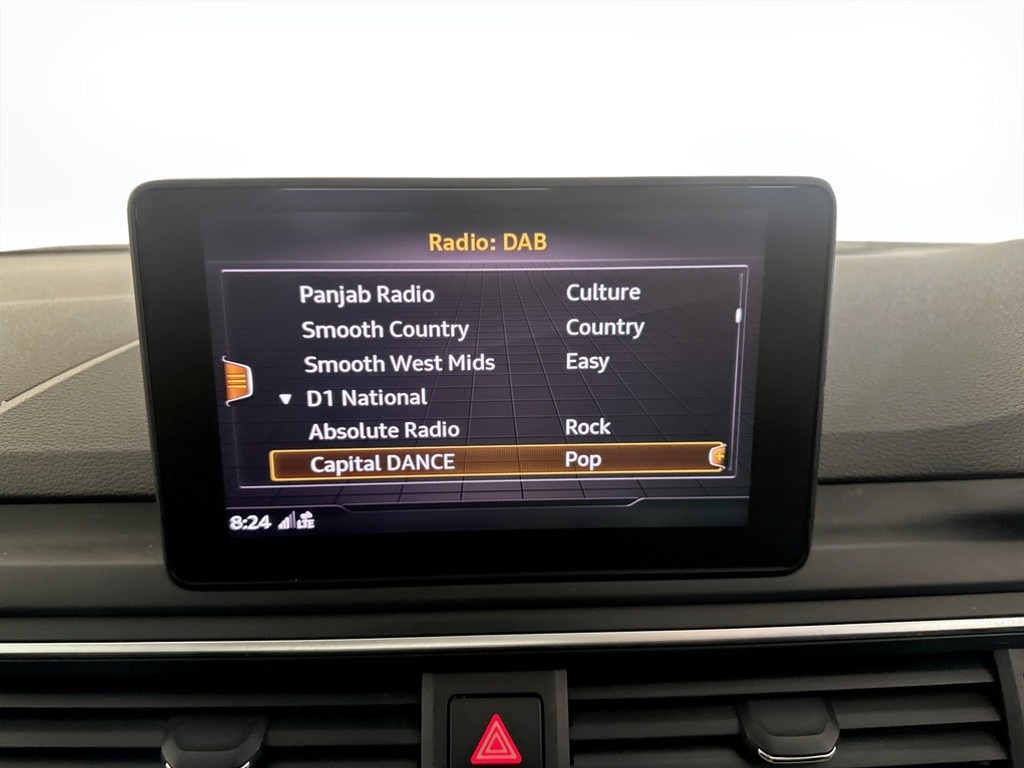 Radio: DAB
Panjab Radio Culture
Smooth Country Country
Smooth West Mids Easy
▼ D1 National
Absolute Radio Rock
Capital DANCE Pop
8:24 LTE